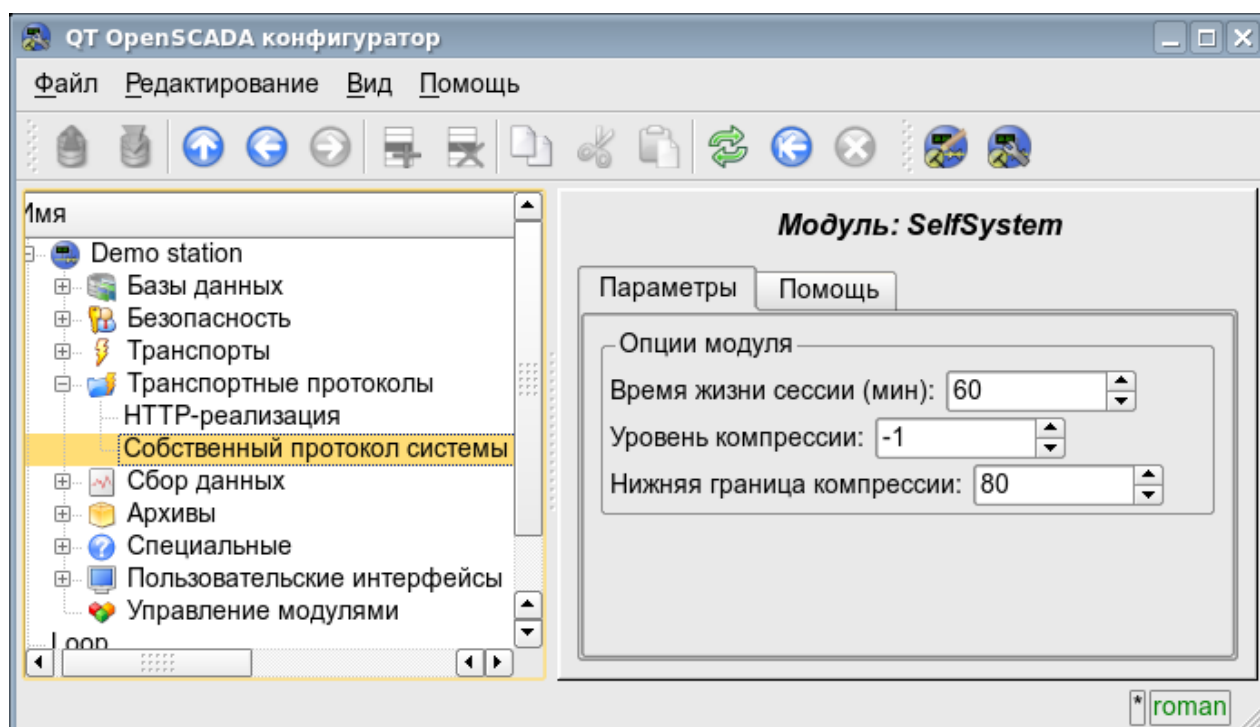 QT OpenSCADA конфигуратор
Файл Редактирование Вид Помощь
Имя
Demo station
Базы данных
Безопасность
Транспорты
Транспортные протоколы
HTTP-реализация
Собственный протокол системы
Сбор данных
Архивы
Специальные
Пользовательские интерфейсы
Управление модулями
Loop
Модуль: SelfSystem
Параметры Помощь
Опции модуля
Время жизни сессии (мин): 60
Уровень компрессии: -1
Нижняя граница компрессии: 80
* roman